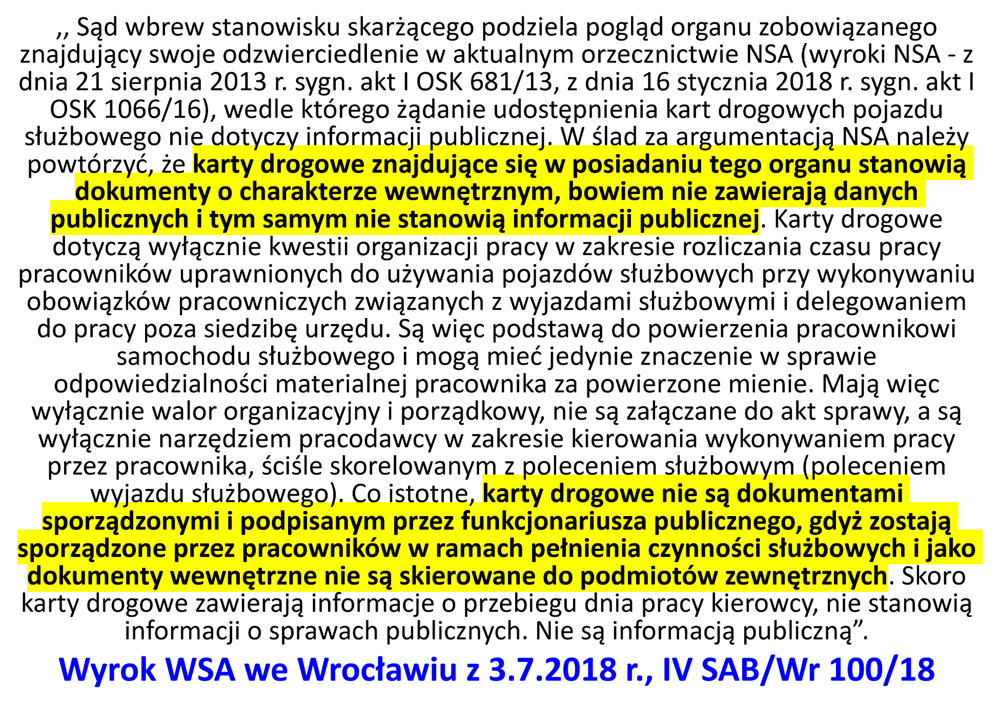 ,, Sąd wbrew stanowisku skarżącego podziela pogląd organu zobowiązanego
znajdujący swoje odzwierciedlenie w aktualnym orzecznictwie NSA (wyroki NSA - z
dnia 21 sierpnia 2013 r. sygn. akt I OSK 681/13, z dnia 16 stycznia 2018 r. sygn. akt I
OSK 1066/16), wedle którego żądanie udostępnienia kart drogowych pojazdu
służbowego nie dotyczy informacji publicznej. W ślad za argumentacją NSA należy
powtórzyć, że karty drogowe znajdujące się w posiadaniu tego organu stanowią
dokumenty o charakterze wewnętrznym, bowiem nie zawierają danych
publicznych i tym samym nie stanowią informacji publicznej. Karty drogowe
dotyczą wyłącznie kwestii organizacji pracy w zakresie rozliczania czasu pracy
pracowników uprawnionych do używania pojazdów służbowych przy wykonywaniu
obowiązków pracowniczych związanych z wyjazdami służbowymi i delegowaniem
do pracy poza siedzibę urzędu. Są więc podstawą do powierzenia pracownikowi
samochodu służbowego i mogą mieć jedynie znaczenie w sprawie
odpowiedzialności materialnej pracownika za powierzone mienie. Mają więc
wyłącznie walor organizacyjny i porządkowy, nie są załączane do akt sprawy, a są
wyłącznie narzędziem pracodawcy w zakresie kierowania wykonywaniem pracy
przez pracownika, ściśle skorelowanym z poleceniem służbowym (poleceniem
wyjazdu służbowego). Co istotne, karty drogowe nie są dokumentami
sporządzonymi i podpisanym przez funkcjonariusza publicznego, gdyż zostają
sporządzone przez pracowników w ramach pełnienia czynności służbowych i jako
dokumenty wewnętrzne nie są skierowane do podmiotów zewnętrznych. Skoro
karty drogowe zawierają informacje o przebiegu dnia pracy kierowcy, nie stanowią
informacji o sprawach publicznych. Nie są informacją publiczną”.
Wyrok WSA we Wrocławiu z 3.7.2018 r., IV SAB/Wr 100/18